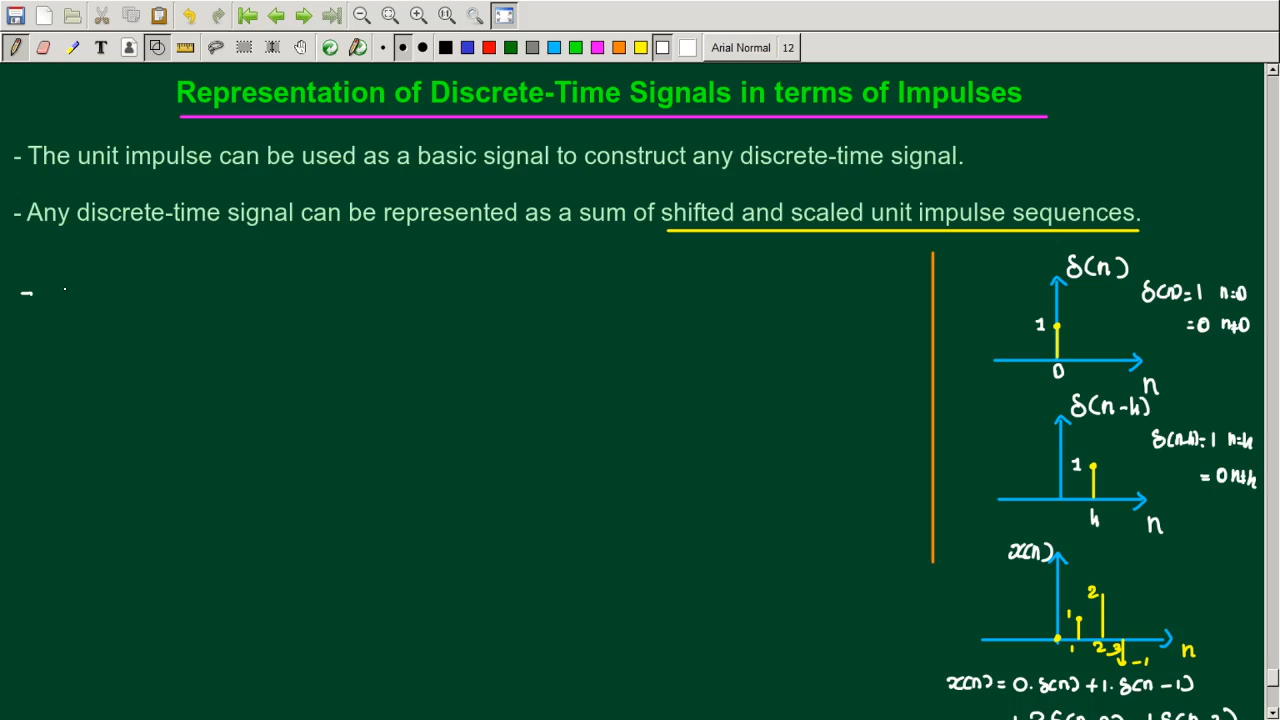 Arial Normal 12
Representation of Discrete-Time Signals in terms of Impulses
- The unit impulse can be used as a basic signal to construct any discrete-time signal.
- Any discrete-time signal can be represented as a sum of shifted and scaled unit impulse sequences.
-
δ(n)
δ(n)=1 n=0
=0 n≠0
1
0
n
δ(n-k)
δ(n-k)=1 n=k
=0 n≠k
1
k
n
x(n)
2
1
1 2 3
-1
n
x(n) = 0.δ(n) + 1.δ(n-1)